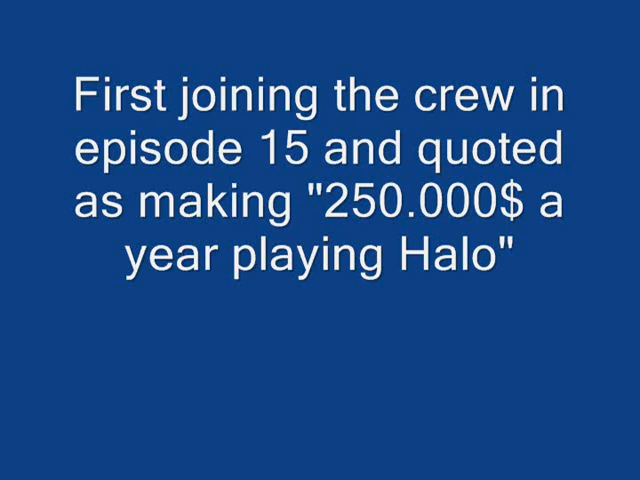 First joining the crew in
episode 15 and quoted
as making "250.000$ a
year playing Halo"